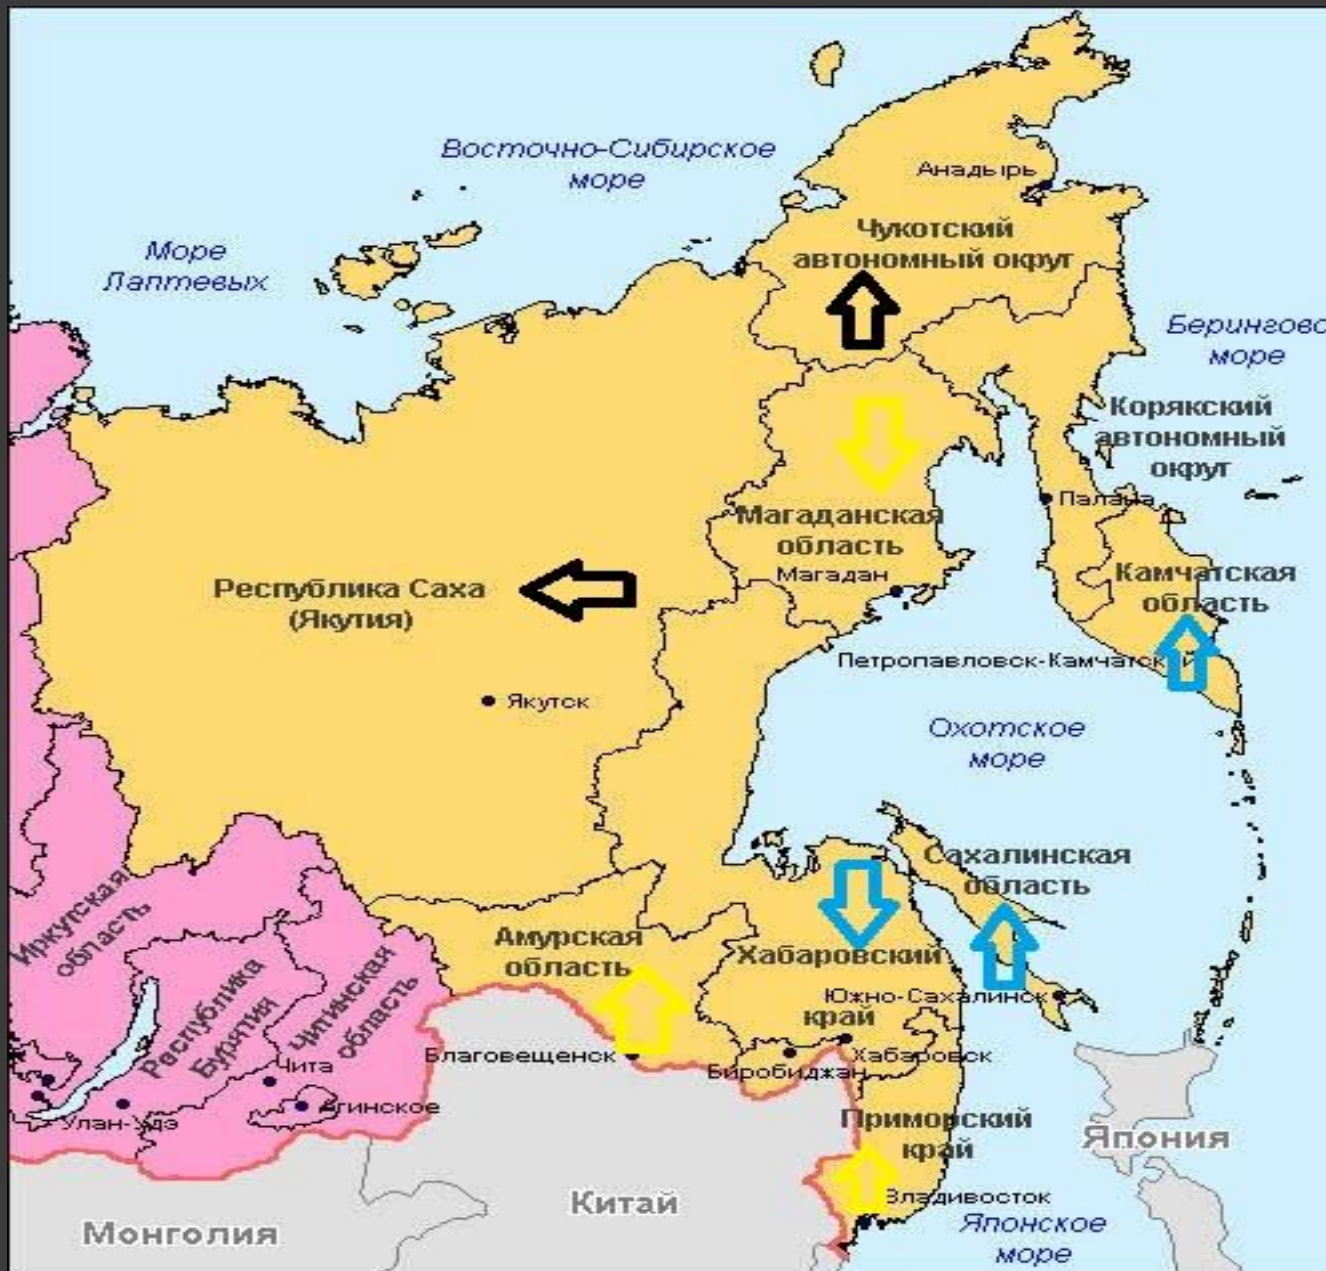 Восточно-Сибирское
море
Анадырь
Чукотский
автономный округ
Море
Лаптевых
Берингово
море
Корякский
автономный
округ
Палана
Магаданская
область
Магадан
Камчатская
область
Республика Саха
(Якутия)
Петропавловск-Камчатский
Якутск
Охотское
море
Сахалинская
область
Иркутская
область
Амурская
область
Хабаровский
край
Южно-Сахалинск
Республика
Бурятия
Читинская
область
Благовещенск
Биробиджан
Хабаровск
Чита
Агинское
Улан-Удэ
Приморский
край
Япония
Владивосток
Китай
Монголия
Японское
море